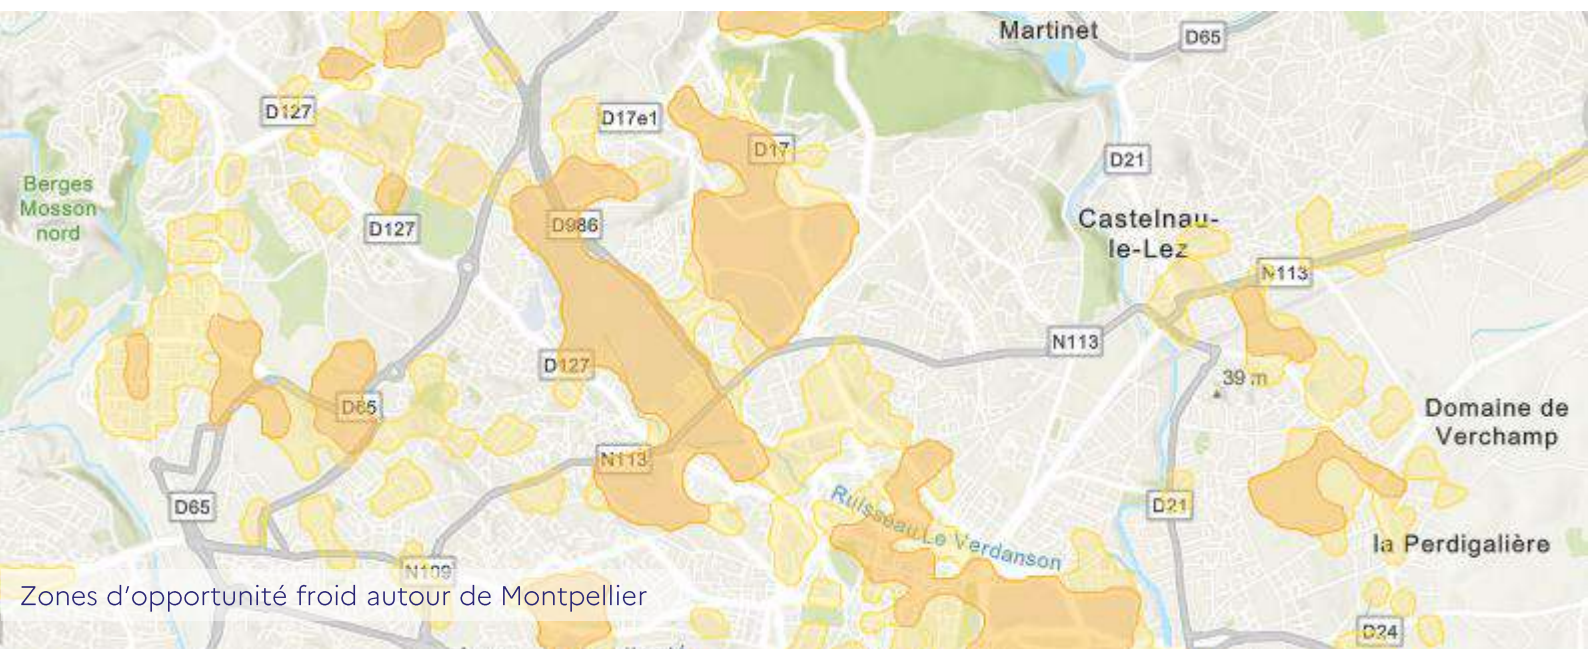 Martinet
D65
D127
D17e1
D17
D21
Berges
Mosson
nord
D127
D986
Castelnau-
le-Lez
N113
N113
D127
39 m
D65
Domaine de
Verchamp
N113
D65
Ruisseau Le Verdanson
D21
la Perdigalière
N109
Zones d'opportunité froid autour de Montpellier
D24